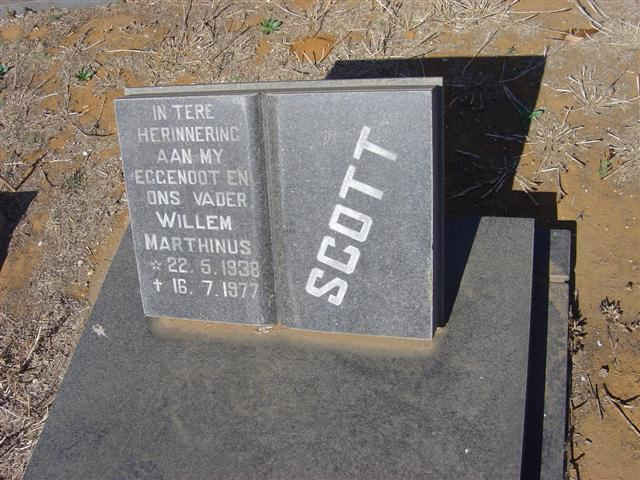 IN TERE
HERINNERING
AAN MY
EGGENOOT EN
ONS VADER
WILLEM
MARTHINUS
☆ 22. 5. 1938
† 16. 7. 1977
SCOTT